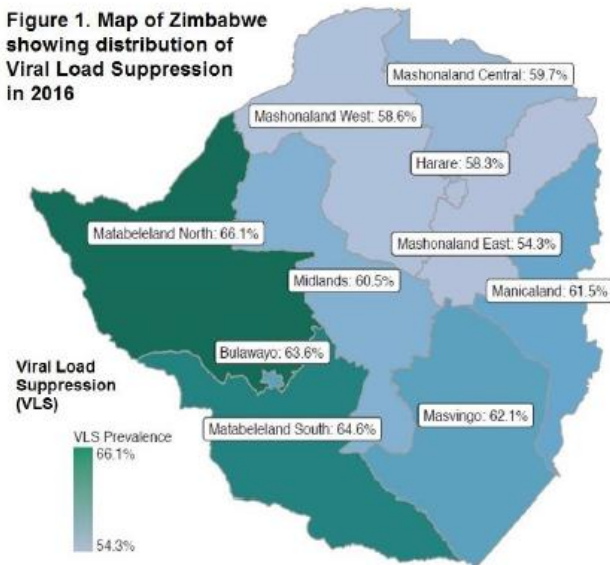 Figure 1. Map of Zimbabwe
showing distribution of
Viral Load Suppression
in 2016
Mashonaland Central: 59.7%
Mashonaland West: 58.6%
Harare: 58.3%
Matabeleland North: 66.1%
Mashonaland East: 54.3%
Midlands: 60.5%
Manicaland: 61.5%
Bulawayo: 63.6%
Masvingo: 62.1%
Matabeleland South: 64.6%
Viral Load
Suppression
(VLS)
VLS Prevalence
66.1%
54.3%